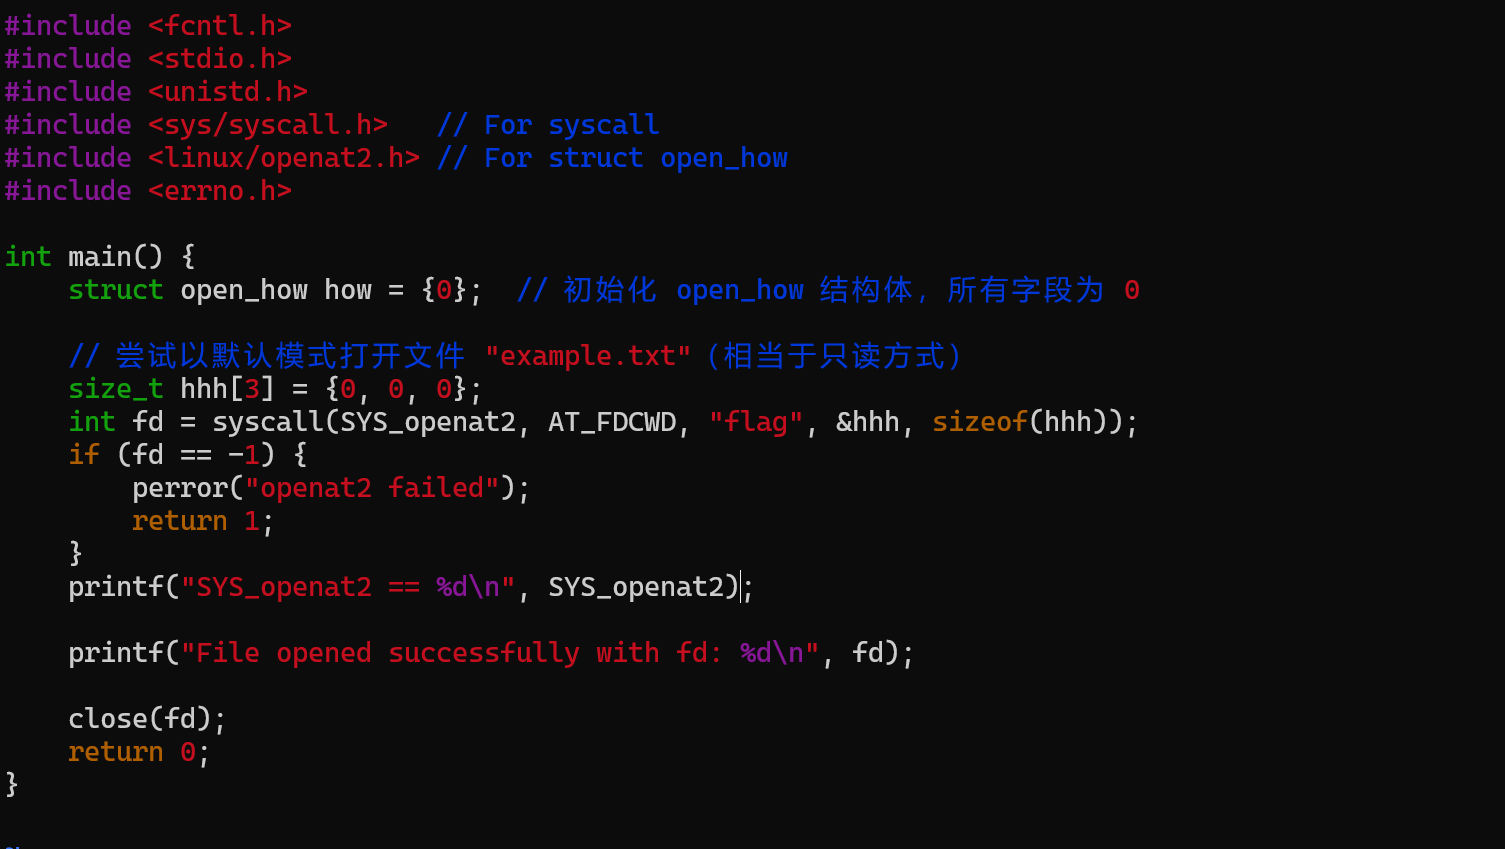 #include <fcntl.h>
#include <stdio.h>
#include <unistd.h>
#include <sys/syscall.h>   // For syscall
#include <linux/openat2.h> // For struct open_how
#include <errno.h>

int main() {
    struct open_how how = {0};  // 初始化 open_how 结构体，所有字段为 0

    // 尝试以默认模式打开文件 "example.txt"（相当于只读方式）
    size_t hhh[3] = {0, 0, 0};
    int fd = syscall(SYS_openat2, AT_FDCWD, "flag", &hhh, sizeof(hhh));
    if (fd == -1) {
        perror("openat2 failed");
        return 1;
    }
    printf("SYS_openat2 == %d\n", SYS_openat2);

    printf("File opened successfully with fd: %d\n", fd);

    close(fd);
    return 0;
}